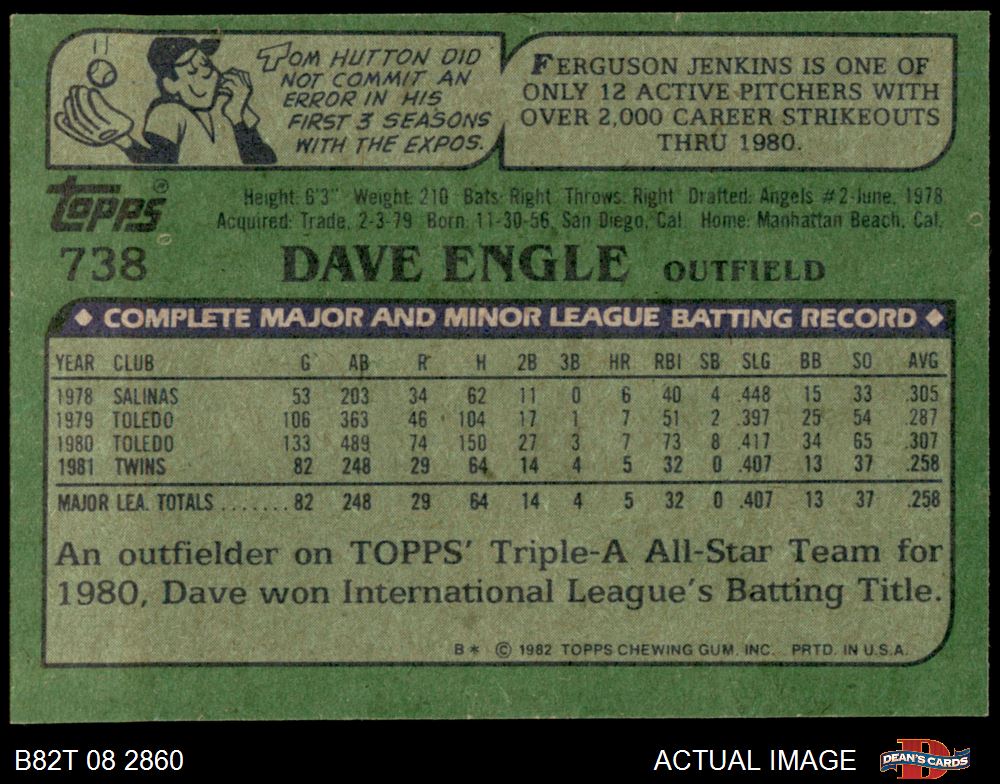 TOM HUTTON DID
NOT COMMIT AN
ERROR IN HIS
FIRST 3 SEASONS
WITH THE EXPOS.
FERGUSON JENKINS IS ONE OF
ONLY 12 ACTIVE PITCHERS WITH
OVER 2,000 CAREER STRIKEOUTS
THRU 1980.
topps®
738
Height: 6'3" Weight: 210 Bats: Right Throws: Right Drafted: Angels #2-June, 1978
Acquired: Trade, 2-3-79 Born: 11-30-56, San Diego, Cal. Home: Manhattan Beach, Cal.
DAVE ENGLE OUTFIELD
◆ COMPLETE MAJOR AND MINOR LEAGUE BATTING RECORD ◆
YEAR CLUB G AB R H 2B 3B HR RBI SB SLG BB SO AVG
1978 SALINAS 53 203 34 62 11 0 6 40 4 .448 15 33 .305
1979 TOLEDO 106 363 46 104 17 1 7 51 2 .397 25 54 .287
1980 TOLEDO 133 489 74 150 27 3 7 73 8 .417 34 65 .307
1981 TWINS 82 248 29 64 14 4 5 32 0 .407 13 37 .258
MAJOR LEA. TOTALS .......82 248 29 64 14 4 5 32 0 .407 13 37 .258
An outfielder on TOPPS' Triple-A All-Star Team for
1980, Dave won International League's Batting Title.
B* © 1982 TOPPS CHEWING GUM, INC. PRTD. IN U.S.A.
B82T 08 2860 ACTUAL IMAGE DEAN'S CARDS